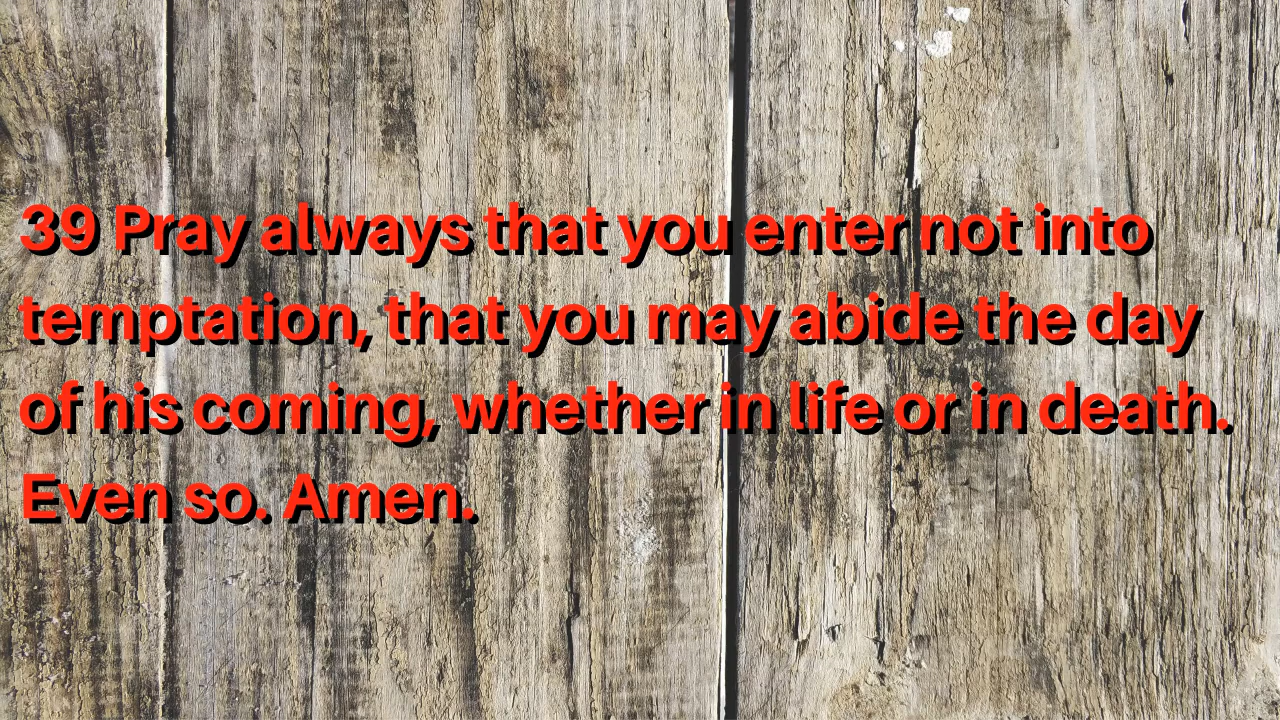 39 Pray always that you enter not into
temptation, that you may abide the day
of his coming, whether in life or in death.
Even so. Amen.